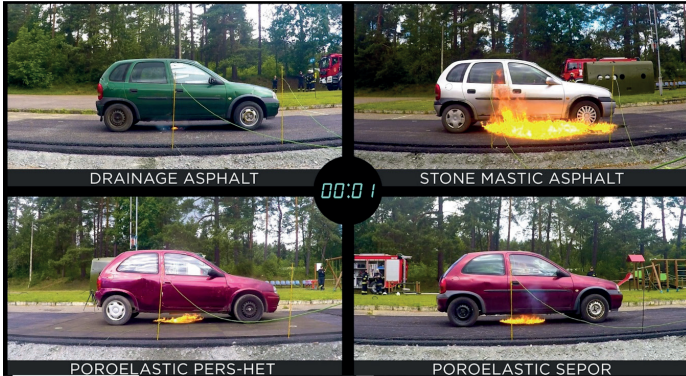 DRAINAGE ASPHALT
STONE MASTIC ASPHALT
00:01
POROELASTIC PERS-HET
POROELASTIC SEPOR